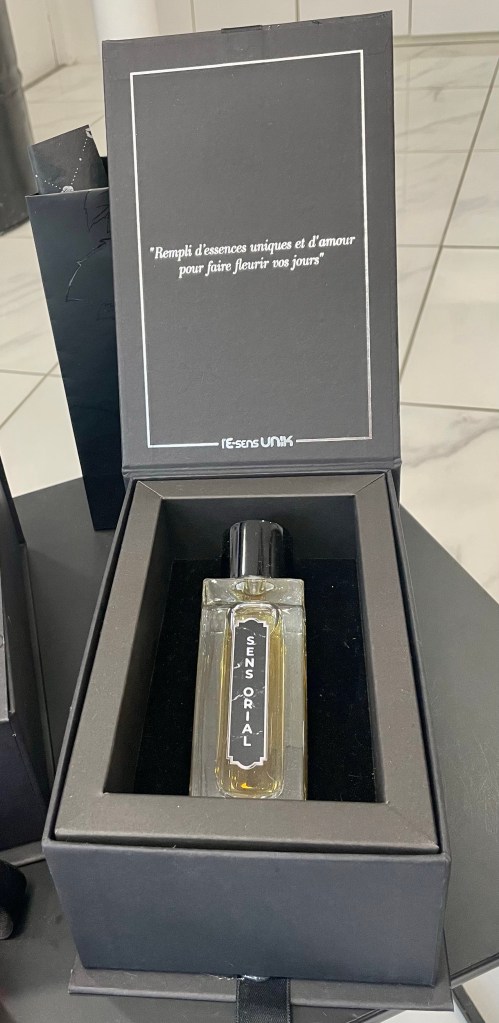 "Rempli d'essences uniques et d'amour
pour faire fleurir vos jours"
l'E-SENS UNIK
SENS ORIAL